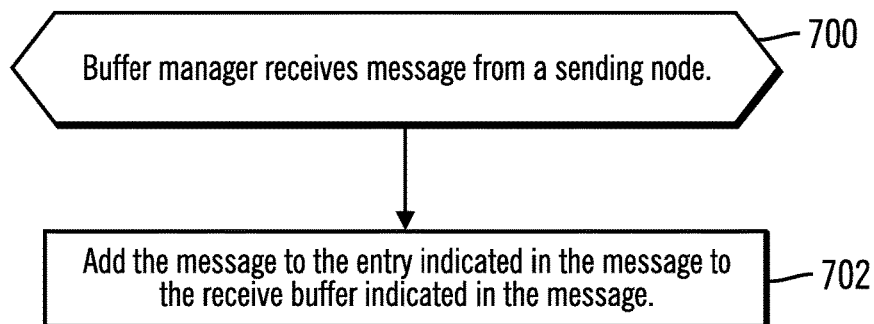 Buffer manager receives message from a sending node.
700
Add the message to the entry indicated in the message to
the receive buffer indicated in the message.
702